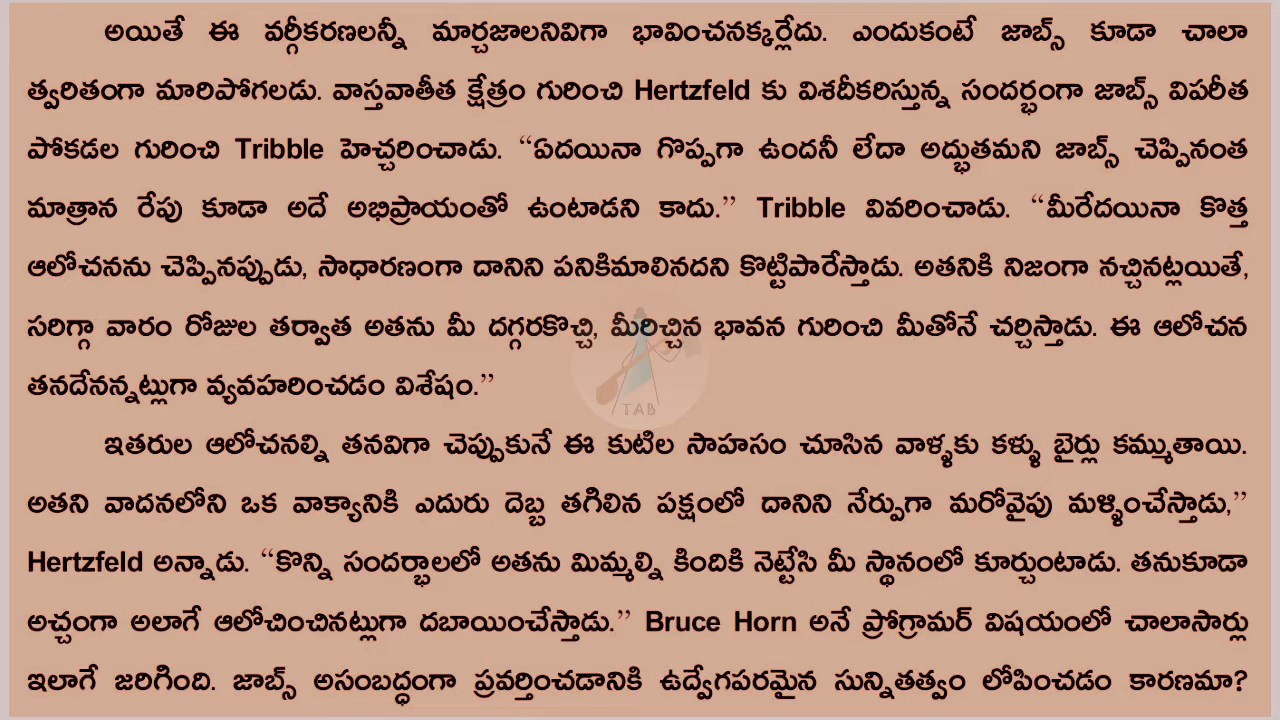 అయితే ఈ వర్గీకరణలన్నీ మార్చజాలనివిగా భావించనక్కర్లేదు. ఎందుకంటే జాబ్స్ కూడా చాలా
త్వరితంగా మారిపోగలడు. వాస్తవాతీత క్షేత్రం గురించి Hertzfeld కు విశదీకరిస్తున్న సందర్భంగా జాబ్స్ విపరీత
పోకడల గురించి Tribble హెచ్చరించాడు. “ఏదయినా గొప్పగా ఉందనీ లేదా అద్భుతమని జాబ్స్ చెప్పినంత
మాత్రాన రేపు కూడా అదే అభిప్రాయంతో ఉంటాడని కాదు.” Tribble వివరించాడు. “మీరేదయినా కొత్త
ఆలోచనను చెప్పినప్పుడు, సాధారణంగా దానిని పనికిమాలినదని కొట్టిపారేస్తాడు. అతనికి నిజంగా నచ్చినట్లయితే,
సరిగ్గా వారం రోజుల తర్వాత అతను మీ దగ్గరకొచ్చి, మీరిచ్చిన భావన గురించి మీతోనే చర్చిస్తాడు. ఈ ఆలోచన
తనదేనన్నట్లుగా వ్యవహరించడం విశేషం.”
ఇతరుల ఆలోచనల్ని తనవిగా చెప్పుకునే ఈ కుటిల సాహసం చూసిన వాళ్ళకు కళ్ళు బైర్లు కమ్ముతాయి.
అతని వాదనలోని ఒక వాక్యానికి ఎదురు దెబ్బ తగిలిన పక్షంలో దానిని నేర్పుగా మరోవైపు మళ్ళించేస్తాడు,”
Hertzfeld అన్నాడు. “కొన్ని సందర్భాలలో అతను మిమ్మల్ని కిందికి నెట్టేసి మీ స్థానంలో కూర్చుంటాడు. తనుకూడా
అచ్చంగా అలాగే ఆలోచించినట్లుగా దబాయించేస్తాడు.” Bruce Horn అనే ప్రోగ్రామర్ విషయంలో చాలాసార్లు
ఇలాగే జరిగింది. జాబ్స్ అసంబద్ధంగా ప్రవర్తించడానికి ఉద్వేగపరమైన సున్నితత్వం లోపించడం కారణమా?
TAB